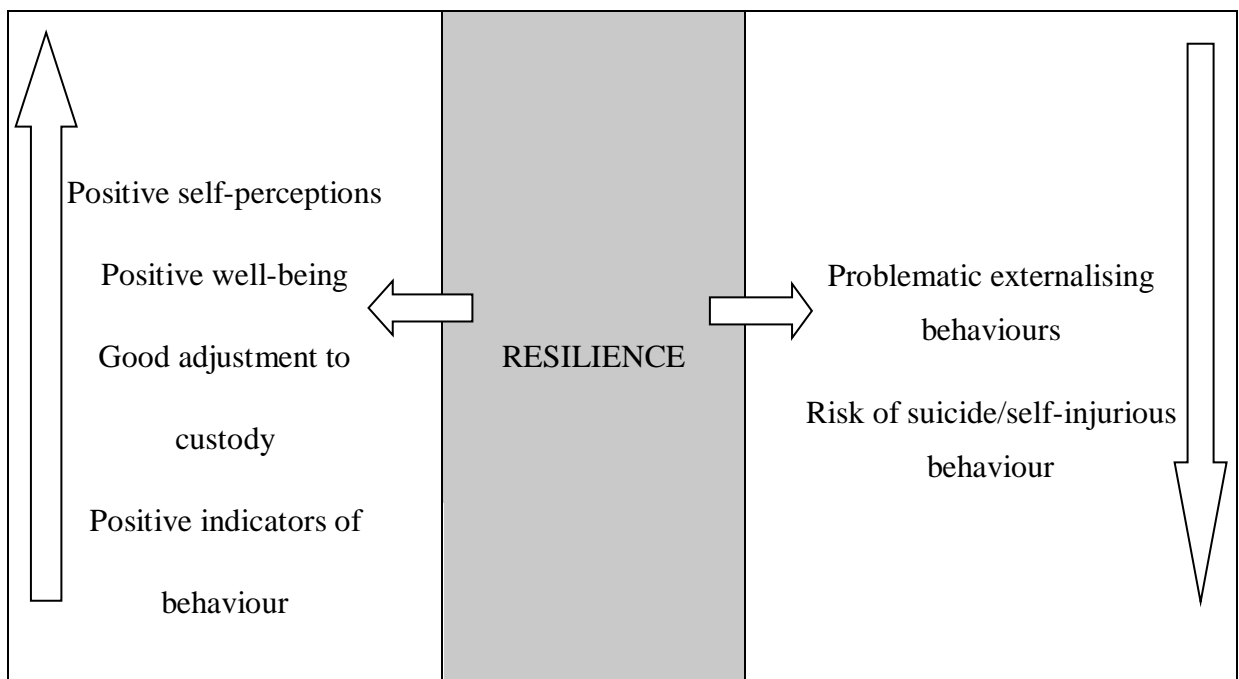 Positive self-perceptions
Positive well-being
Good adjustment to
custody
Positive indicators of
behaviour
RESILIENCE
Problematic externalising
behaviours
Risk of suicide/self-injurious
behaviour